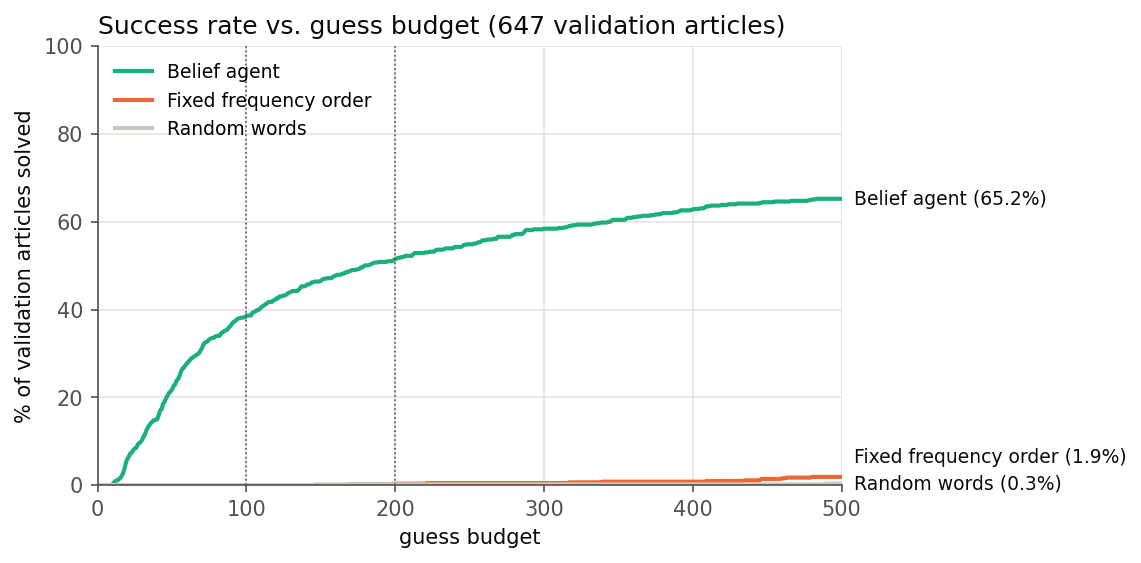 Success rate vs. guess budget (647 validation articles)
100
80
60
40
20
0
% of validation articles solved
Belief agent
Fixed frequency order
Random words
Belief agent (65.2%)
Fixed frequency order (1.9%)
Random words (0.3%)
0 100 200 300 400 500
guess budget